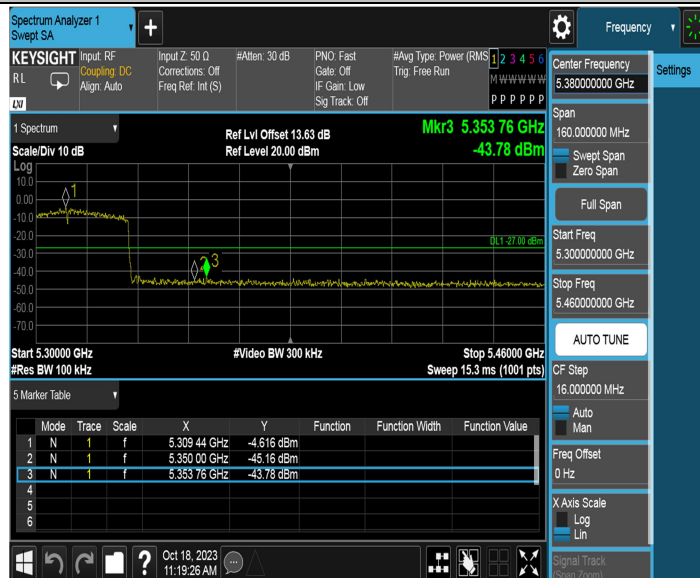 Spectrum Analyzer 1
Swept SA
Frequency
KEYSIGHT
RL
LXI
Input: RF
Coupling: DC
Align: Auto
Input Z: 50 Ω
Corrections: Off
Freq Ref: Int (S)
#Atten: 30 dB
PNO: Fast
Gate: Off
IF Gain: Low
Sig Track: Off
#Avg Type: Power (RMS
Trig: Free Run
1 2 3 4 5 6
M W W W W W
P P P P P P
Center Frequency
5.380000000 GHz
Settings
Span
160.000000 MHz
Swept Span
Zero Span
Full Span
Start Freq
5.300000000 GHz
Stop Freq
5.460000000 GHz
AUTO TUNE
CF Step
16.000000 MHz
Auto
Man
Freq Offset
0 Hz
X Axis Scale
Log
Lin
Signal Track
(Span Zoom)
1 Spectrum
Scale/Div 10 dB
Ref Lvl Offset 13.63 dB
Ref Level 20.00 dBm
Mkr3 5.353 76 GHz
-43.78 dBm
Log
10.0
0.00
-10.0
-20.0
-30.0
-40.0
-50.0
-60.0
-70.0
1
2
3
DL1 -27.00 dBm
Start 5.30000 GHz
#Video BW 300 kHz
Stop 5.46000 GHz
#Res BW 100 kHz
Sweep 15.3 ms (1001 pts)
5 Marker Table
Mode Trace Scale X Y Function Function Width Function Value
1 N 1 f 5.309 44 GHz -4.616 dBm
2 N 1 f 5.350 00 GHz -45.16 dBm
3 N 1 f 5.353 76 GHz -43.78 dBm
4
5
6
?
Oct 18, 2023
11:19:26 AM